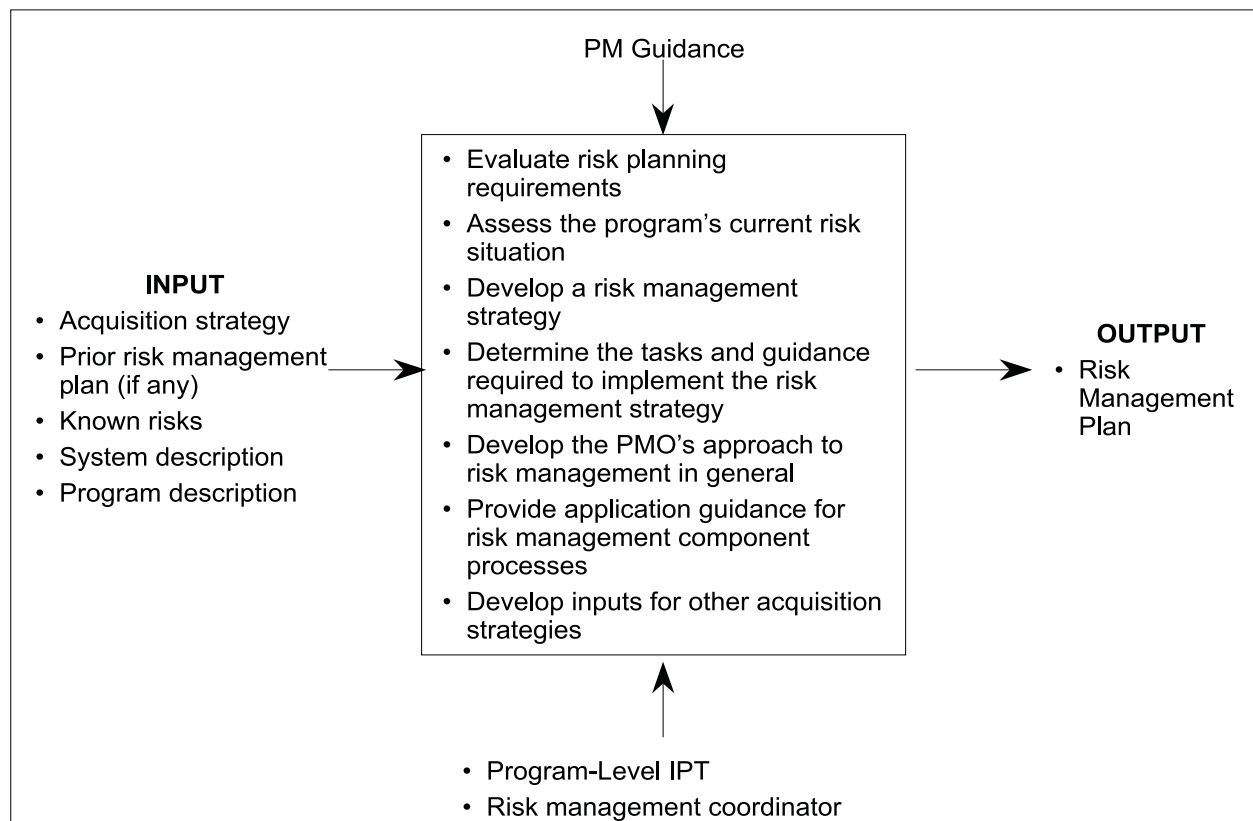 PM Guidance
INPUT
• Acquisition strategy
• Prior risk management
plan (if any)
• Known risks
• System description
• Program description
• Evaluate risk planning
requirements
• Assess the program’s current risk
situation
• Develop a risk management
strategy
• Determine the tasks and guidance
required to implement the risk
management strategy
• Develop the PMO’s approach to
risk management in general
• Provide application guidance for
risk management component
processes
• Develop inputs for other acquisition
strategies
OUTPUT
• Risk
Management
Plan
• Program-Level IPT
• Risk management coordinator